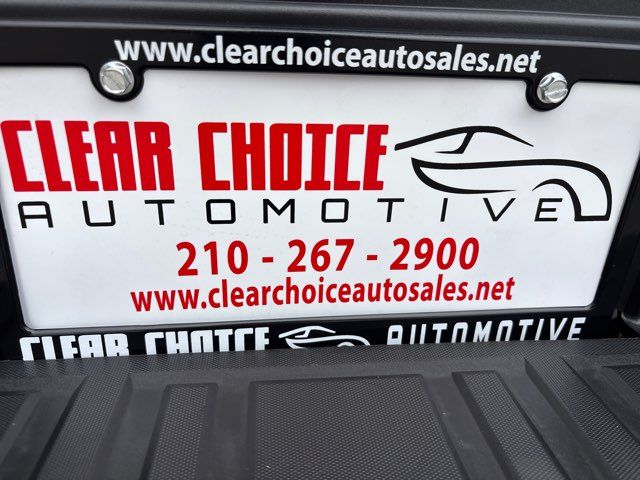 www.clearchoiceautosales.net
CLEAR CHOICE
AUTOMOTIVE
210 - 267 - 2900
www.clearchoiceautosales.net
CLEAR CHOICE AUTOMOTIVE